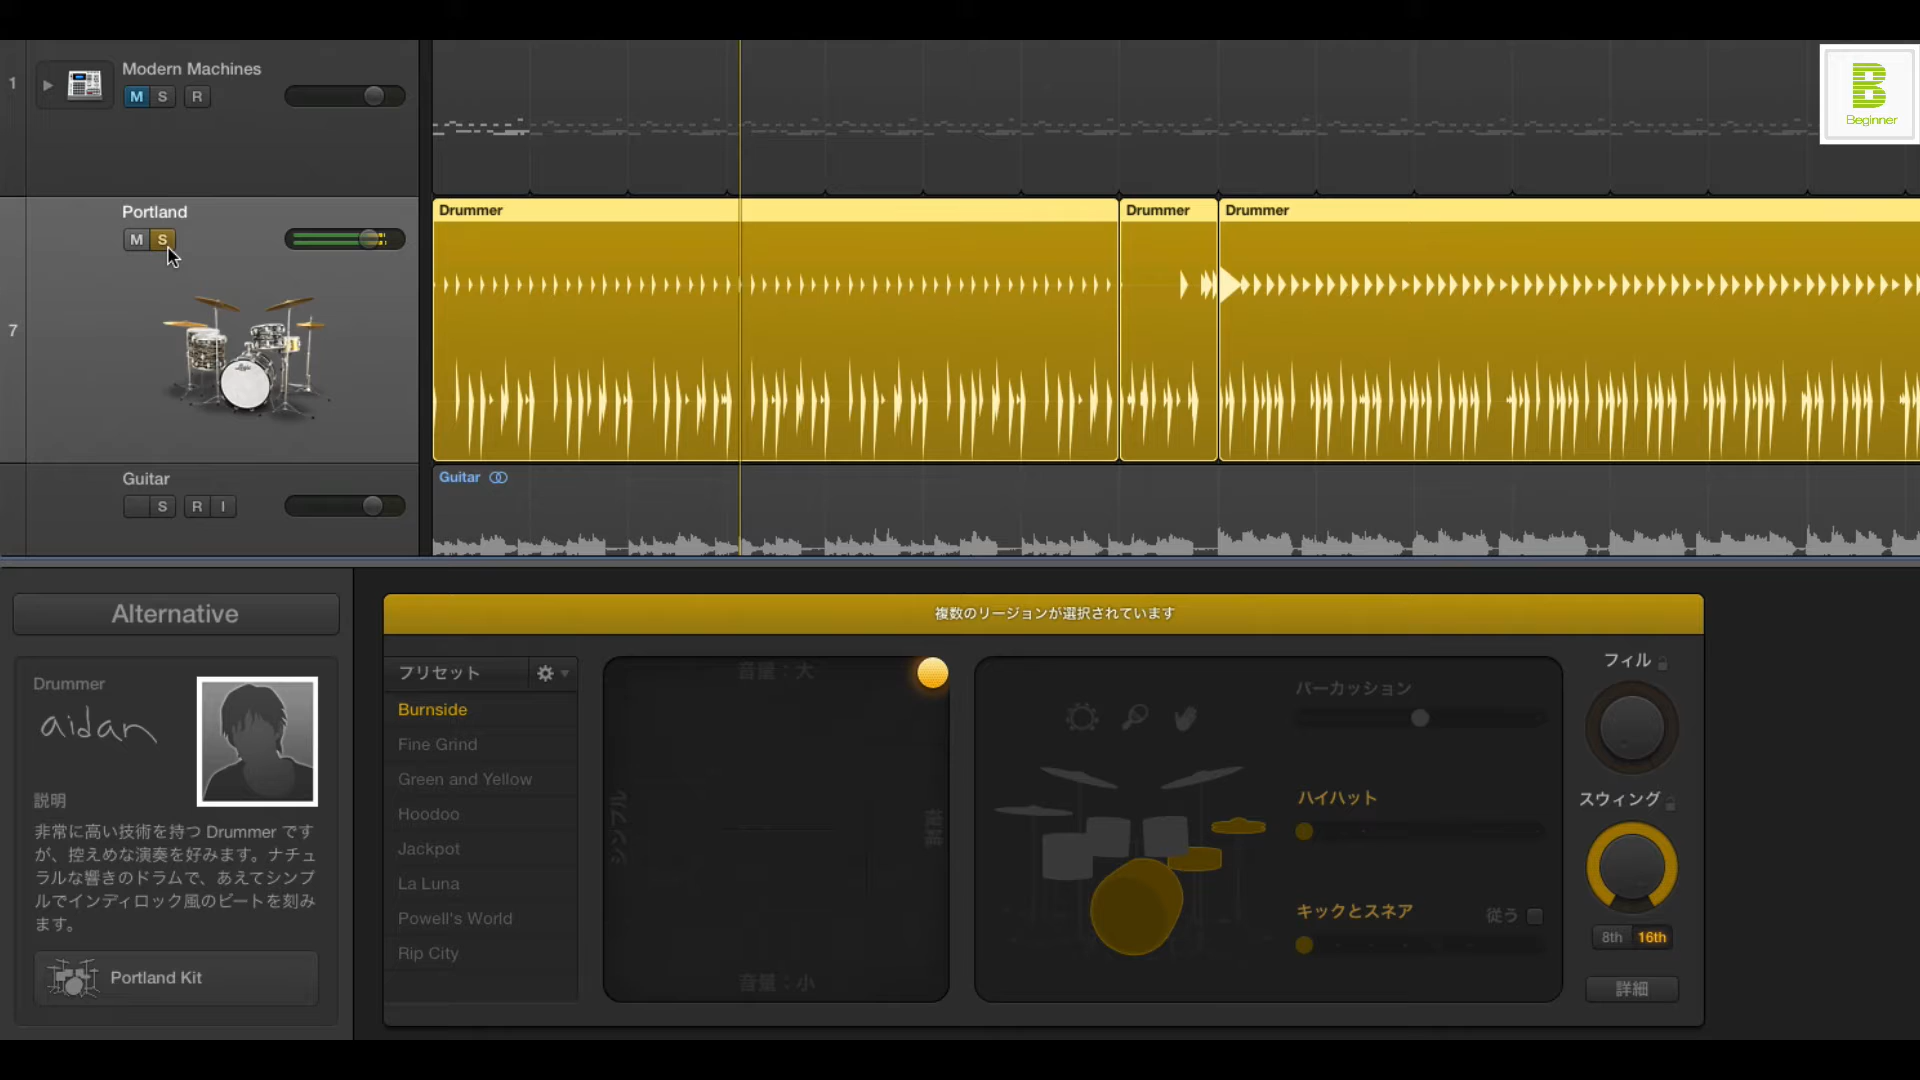 1
Modern Machines
M S R
B
Beginner
Portland
M S
7
Drummer
Drummer
Drummer
Guitar
S R I
Guitar
Alternative
Drummer
aidan
説明
非常に高い技術を持つ Drummer です
が、控えめな演奏を好みます。ナチュ
ラルな響きのドラムで、あえてシンプ
ルでインディロック風のビートを刻み
ます。
Portland Kit
複数のリージョンが選択されています
プリセット
Burnside
Fine Grind
Green and Yellow
Hoodoo
Jackpot
La Luna
Powell's World
Rip City
音量：大
シンプル
複雑
音量：小
パーカッション
ハイハット
キックとスネア
従う
フィル
スウィング
8th 16th
詳細